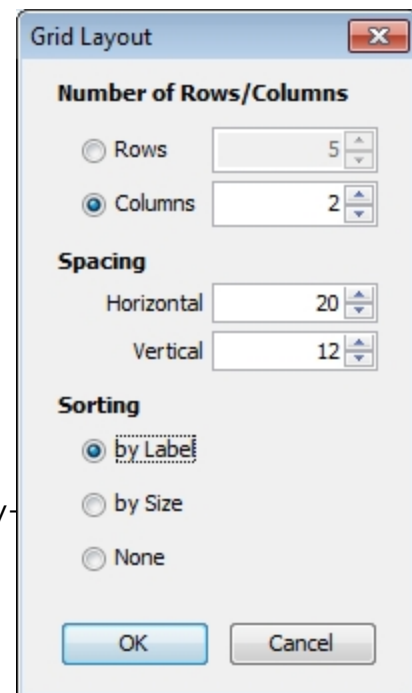 Grid Layout
Number of Rows/Columns
Rows 5
Columns 2
Spacing
Horizontal 20
Vertical 12
Sorting
by Label
by Size
None
OK Cancel